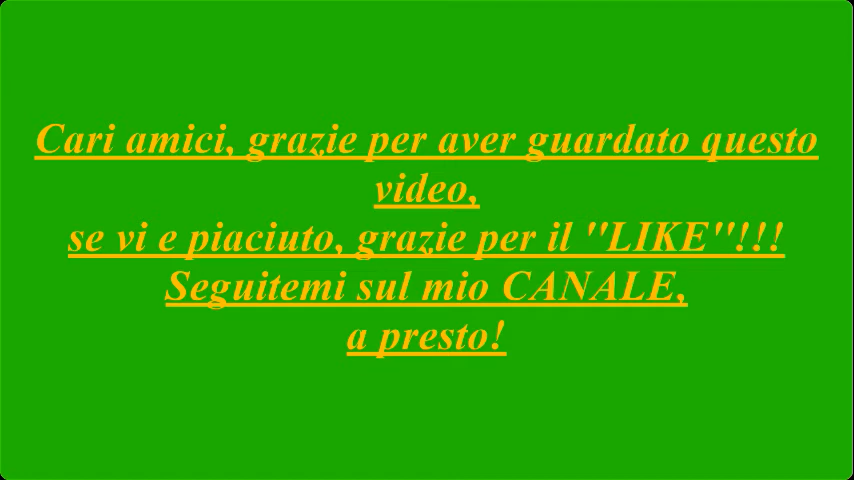 Cari amici, grazie per aver guardato questo
video,
se vi e piaciuto, grazie per il "LIKE"!!!
Seguitemi sul mio CANALE,
a presto!